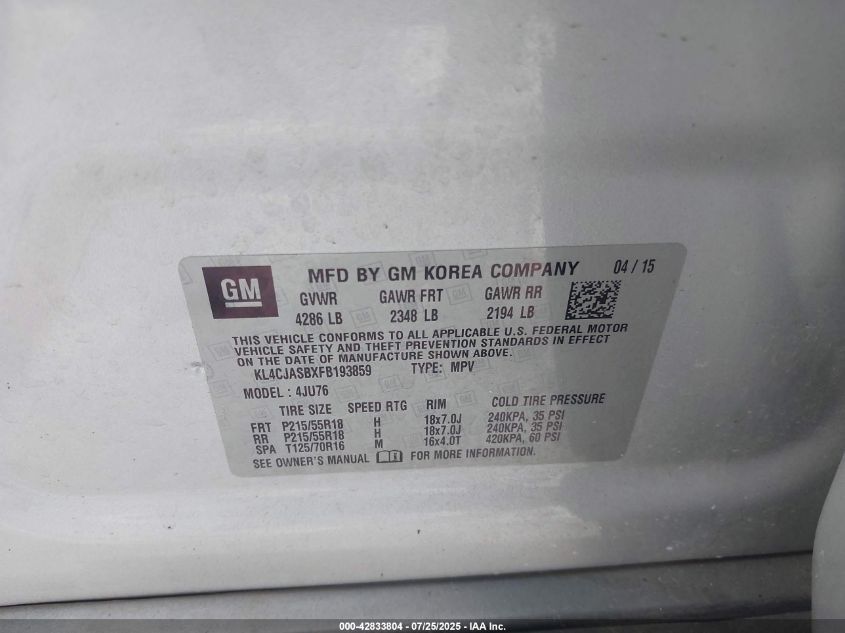 GM
MFD BY GM KOREA COMPANY 04 / 15
GVWR GAWR FRT GAWR RR
4286 LB 2348 LB 2194 LB
THIS VEHICLE CONFORMS TO ALL APPLICABLE U.S. FEDERAL MOTOR
VEHICLE SAFETY AND THEFT PREVENTION STANDARDS IN EFFECT
ON THE DATE OF MANUFACTURE SHOWN ABOVE.
KL4CJASBXFB193859 TYPE: MPV
MODEL : 4JU76
TIRE SIZE SPEED RTG RIM COLD TIRE PRESSURE
FRT P215/55R18 H 18x7.0J 240KPA, 35 PSI
RR P215/55R18 H 18x7.0J 240KPA, 35 PSI
SPA T125/70R16 M 16x4.0T 420KPA, 60 PSI
SEE OWNER'S MANUAL FOR MORE INFORMATION.
000-42833804 - 07/25/2025 - IAA Inc.